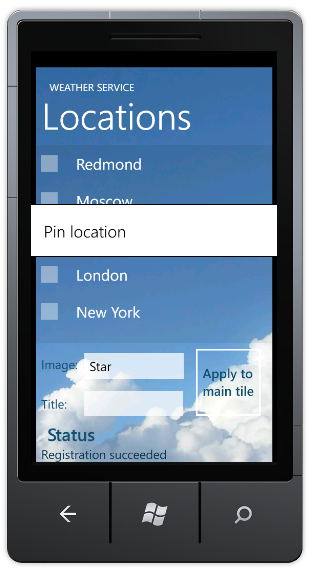 WEATHER SERVICE
Locations
Redmond
Moscow
Pin location
London
New York
Image: Star
Title:
Apply to
main tile
Status
Registration succeeded